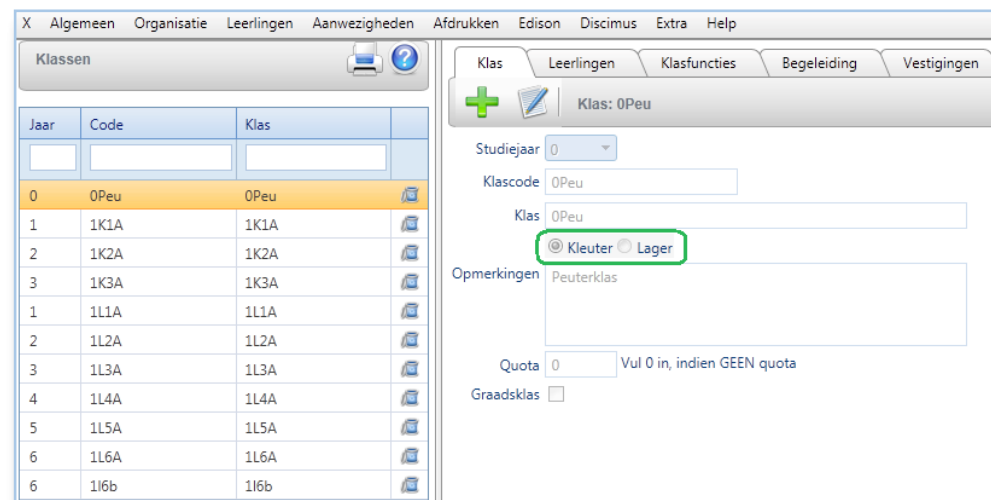 X Algemeen Organisatie Leerlingen Aanwezigheden Afdrukken Edison Discimus Extra Help
Klassen
Jaar Code Klas
0 0Peu 0Peu
1 1K1A 1K1A
2 1K2A 1K2A
3 1K3A 1K3A
1 1L1A 1L1A
2 1L2A 1L2A
3 1L3A 1L3A
4 1L4A 1L4A
5 1L5A 1L5A
6 1L6A 1L6A
6 1l6b 1l6b
Klas Leerlingen Klasfuncties Begeleiding Vestigingen
Klas: 0Peu
Studiejaar 0
Klascode 0Peu
Klas 0Peu
Kleuter Lager
Opmerkingen Peuterklas
Quota 0 Vul 0 in, indien GEEN quota
Graadsklas